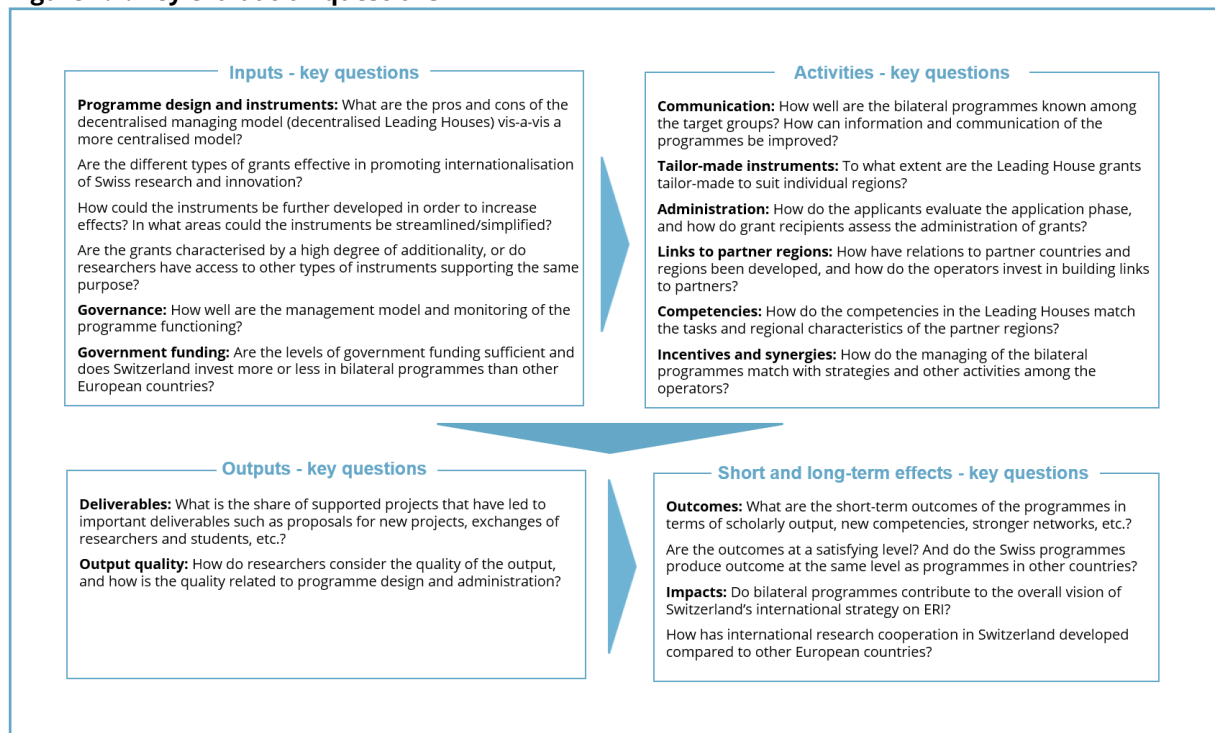 Inputs - key questions
Programme design and instruments: What are the pros and cons of the
decentralised managing model (decentralised Leading Houses) vis-a-vis a
more centralised model?
Are the different types of grants effective in promoting internationalisation
of Swiss research and innovation?
How could the instruments be further developed in order to increase
effects? In what areas could the instruments be streamlined/simplified?
Are the grants characterised by a high degree of additionality, or do
researchers have access to other types of instruments supporting the same
purpose?
Governance: How well are the management model and monitoring of the
programme functioning?
Government funding: Are the levels of government funding sufficient and
does Switzerland invest more or less in bilateral programmes than other
European countries?
Activities - key questions
Communication: How well are the bilateral programmes known among
the target groups? How can information and communication of the
programmes be improved?
Tailor-made instruments: To what extent are the Leading House grants
tailor-made to suit individual regions?
Administration: How do the applicants evaluate the application phase,
and how do grant recipients assess the administration of grants?
Links to partner regions: How have relations to partner countries and
regions been developed, and how do the operators invest in building links
to partners?
Competencies: How do the competencies in the Leading Houses match
the tasks and regional characteristics of the partner regions?
Incentives and synergies: How do the managing of the bilateral
programmes match with strategies and other activities among the
operators?
Outputs - key questions
Deliverables: What is the share of supported projects that have led to
important deliverables such as proposals for new projects, exchanges of
researchers and students, etc.?
Output quality: How do researchers consider the quality of the output,
and how is the quality related to programme design and administration?
Short and long-term effects - key questions
Outcomes: What are the short-term outcomes of the programmes in
terms of scholarly output, new competencies, stronger networks, etc.?
Are the outcomes at a satisfying level? And do the Swiss programmes
produce outcome at the same level as programmes in other countries?
Impacts: Do bilateral programmes contribute to the overall vision of
Switzerland’s international strategy on ERI?
How has international research cooperation in Switzerland developed
compared to other European countries?